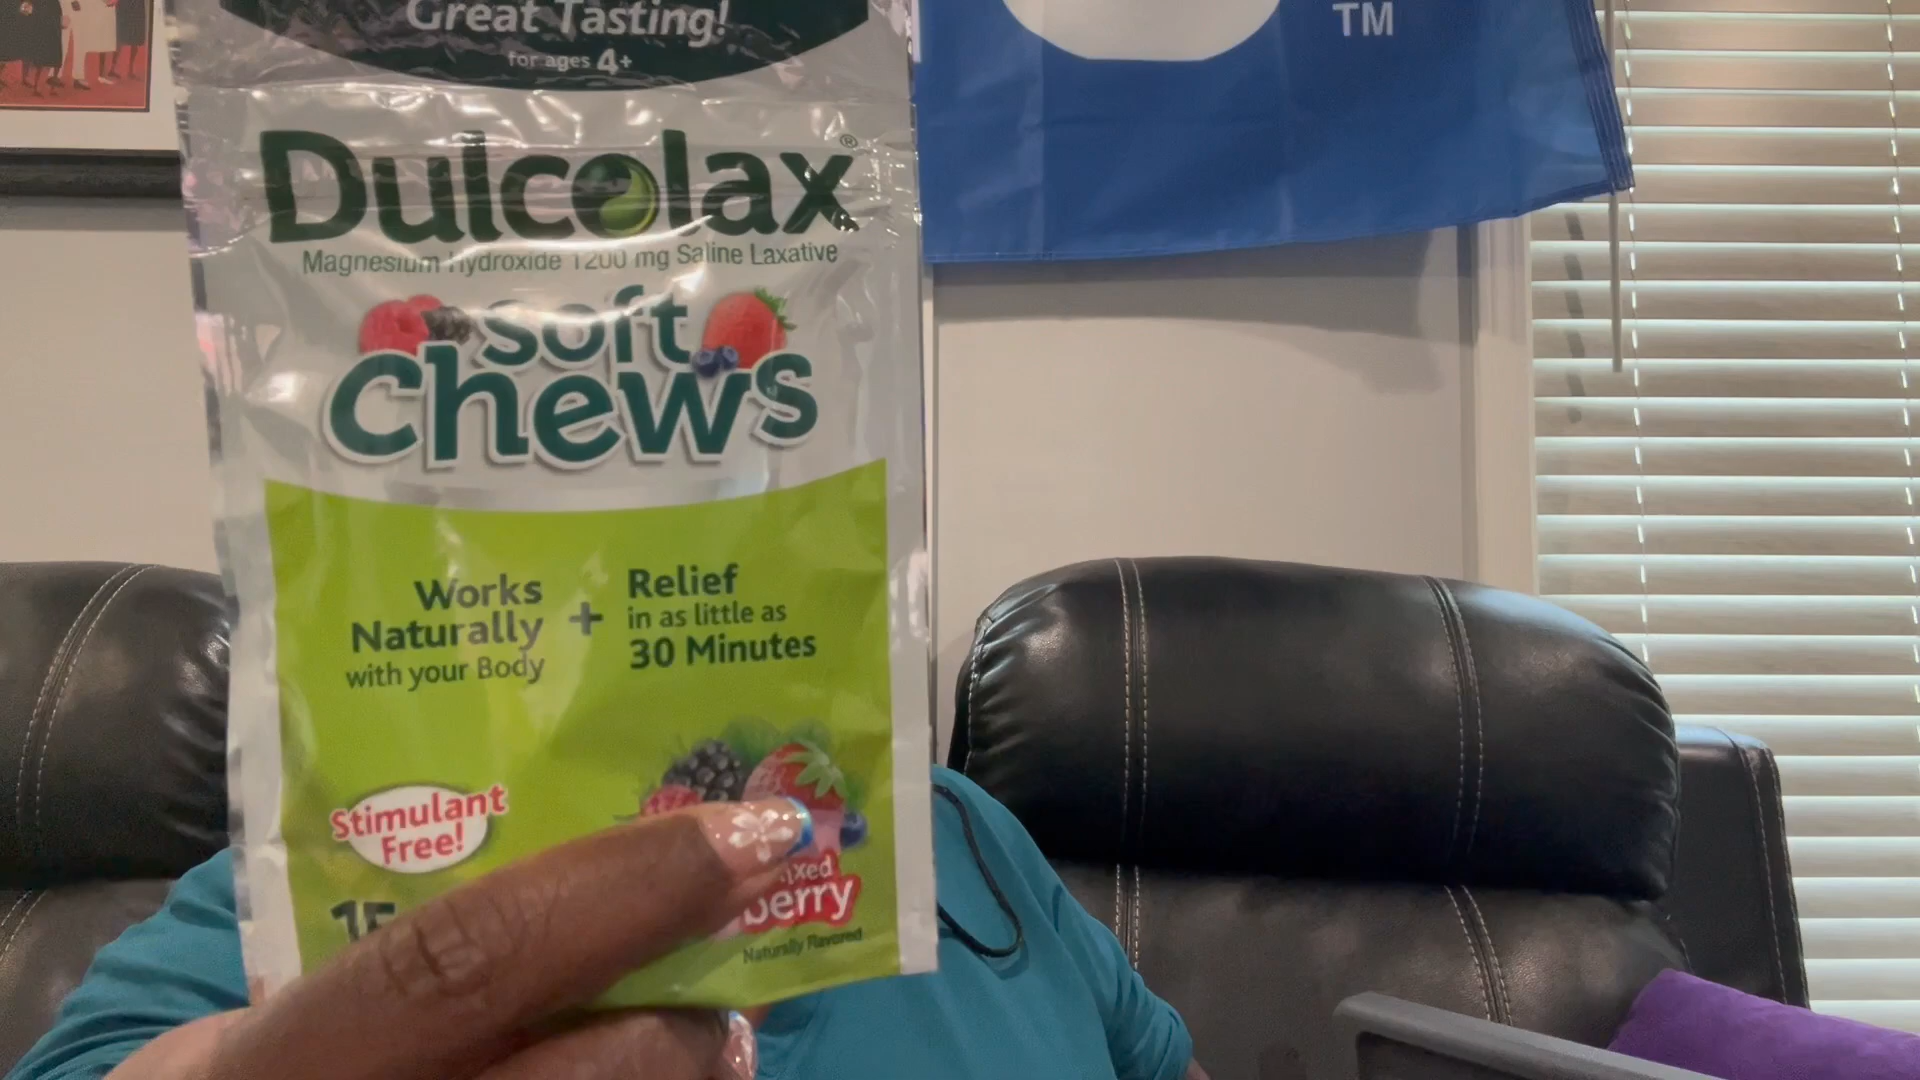 Great Tasting!
for ages 4+
TM
Dulcolax®
Magnesium Hydroxide 1200 mg Saline Laxative
Soft
Chews
Works
Naturally
with your Body
+
Relief
in as little as
30 Minutes
Stimulant
Free!
15
berry
Naturally Flavored